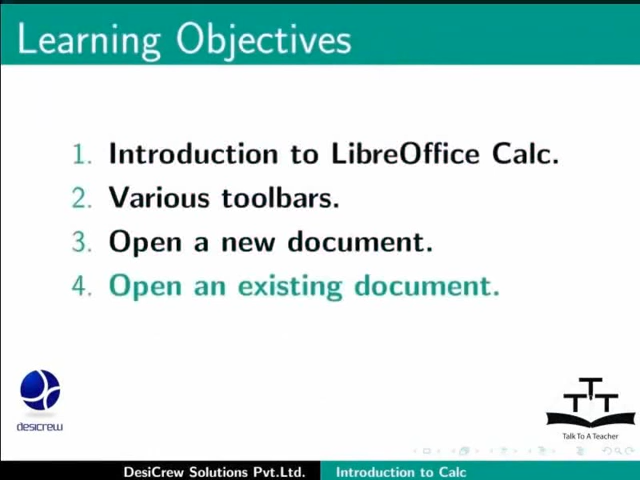 Learning Objectives
1. Introduction to LibreOffice Calc.
2. Various toolbars.
3. Open a new document.
4. Open an existing document.
desicrew
TTT
Talk To A Teacher
DesiCrew Solutions Pvt.Ltd. Introduction to Calc